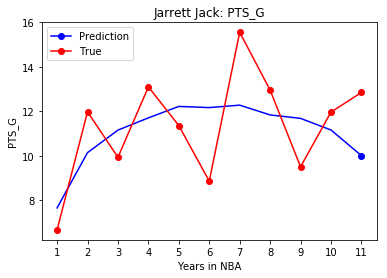 Jarrett Jack: PTS_G
Prediction
True
PTS_G
16
14
12
10
8
1 2 3 4 5 6 7 8 9 10 11
Years in NBA